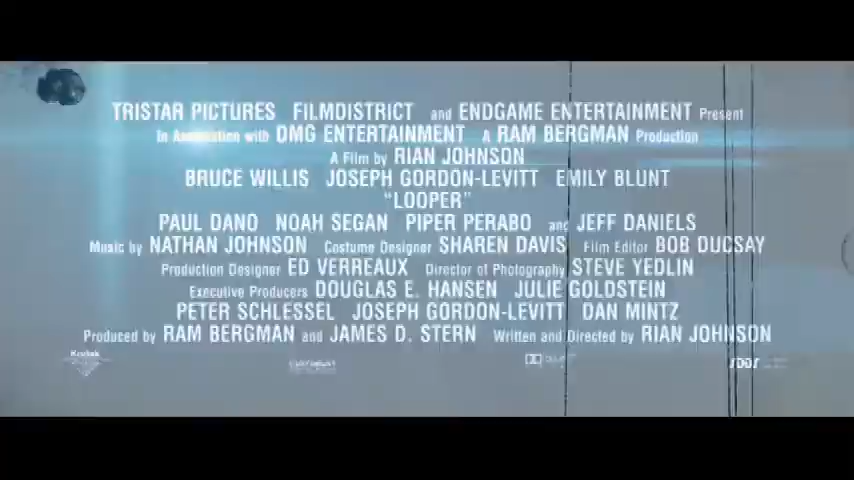 TRISTAR PICTURES FILMDISTRICT and ENDGAME ENTERTAINMENT Present
In Association with DMG ENTERTAINMENT A RAM BERGMAN Production
A Film by RIAN JOHNSON
BRUCE WILLIS JOSEPH GORDON-LEVITT EMILY BLUNT
"LOOPER"
PAUL DANO NOAH SEGAN PIPER PERABO and JEFF DANIELS
Music by NATHAN JOHNSON Costume Designer SHAREN DAVIS Film Editor BOB DUCSAY
Production Designer ED VERREAUX Director of Photography STEVE YEDLIN
Executive Producers DOUGLAS E. HANSEN JULIE GOLDSTEIN
PETER SCHLESSEL JOSEPH GORDON-LEVITT DAN MINTZ
Produced by RAM BERGMAN and JAMES D. STERN Written and Directed by RIAN JOHNSON
Kodak